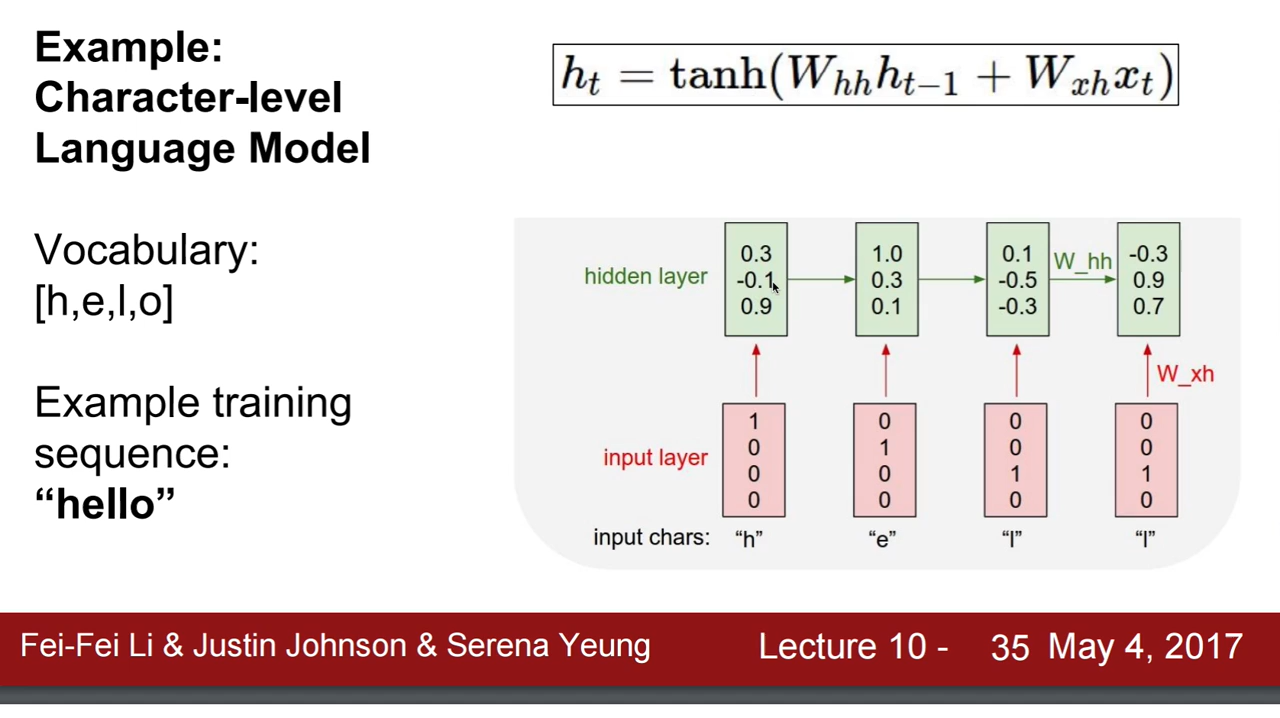 Example:
Character-level
Language Model
Vocabulary:
[h,e,l,o]
Example training
sequence:
“hello”
h_t = tanh(W_{hh}h_{t−1} + W_{xh}x_t)
hidden layer
0.3
-0.1
0.9
1.0
0.3
0.1
0.1
-0.5
-0.3
W_hh
-0.3
0.9
0.7
W_xh
input layer
1
0
0
0
0
1
0
0
0
0
1
0
0
0
1
0
input chars: “h” “e” “l” “l”
Fei-Fei Li & Justin Johnson & Serena Yeung Lecture 10 - 35 May 4, 2017